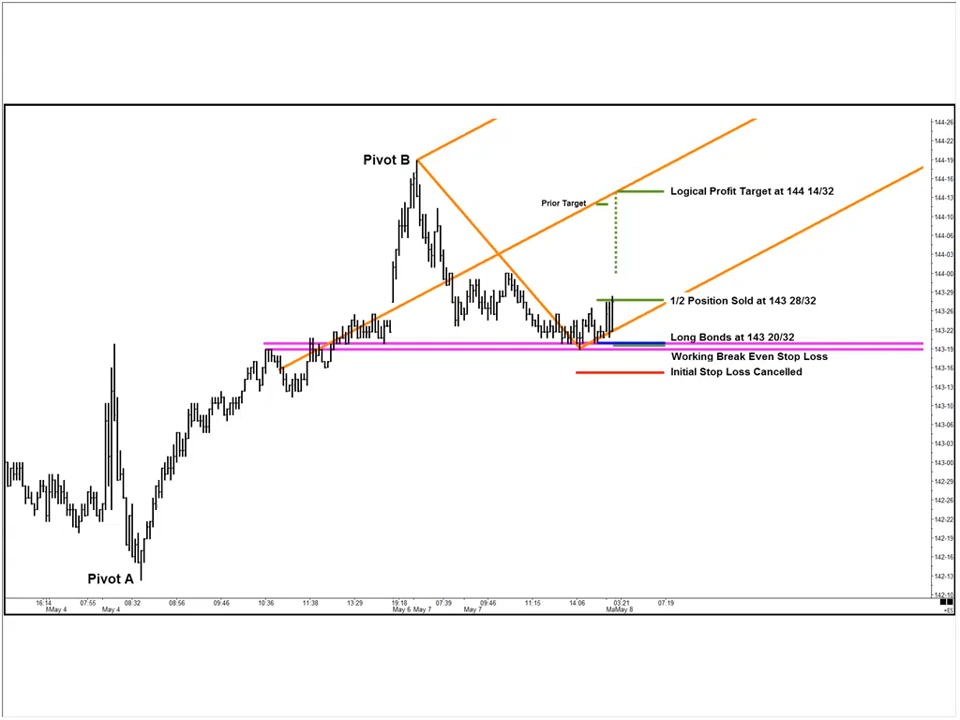 144-26
144-22
Pivot B
144-19
144-16
Logical Profit Target at 144 14/32
144-13
Prior Target
144-10
144-06
144-03
144-00
143-29
1/2 Position Sold at 143 28/32
143-26
143-22
Long Bonds at 143 20/32
143-19
Working Break Even Stop Loss
143-16
Initial Stop Loss Cancelled
143-13
143-10
143-06
143-03
143-00
142-29
142-26
142-22
142-19
142-16
Pivot A
142-13
142-10
16:14 07:55 08:32 08:56 09:46 10:36 11:38 13:29 19:18 07:39 09:46 11:15 14:06 03:21 07:19
May 4 May 4 May 6 May 7 May 7 MaMay 8